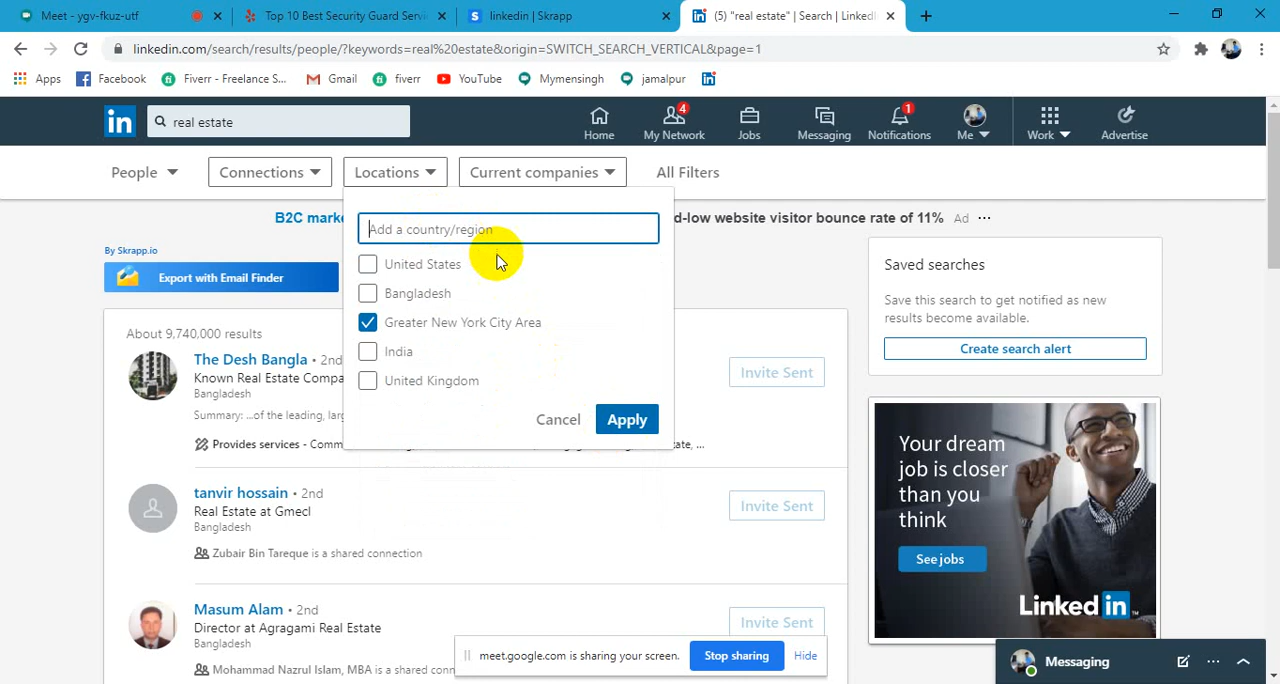 Meet - ygv-fkuz-utf
Top 10 Best Security Guard Servi
linkedin | Skrapp
(5) "real estate" | Search | Linked
linkedin.com/search/results/people/?keywords=real%20estate&origin=SWITCH_SEARCH_VERTICAL&page=1
Apps Facebook Fiverr - Freelance S... Gmail fiverr YouTube Mymensingh jamalpur
in real estate
Home My Network 4 Jobs Messaging Notifications 1 Me Work Advertise
People Connections Locations Current companies All Filters
B2C marke
d-low website visitor bounce rate of 11% Ad ...
Add a country/region
United States
Bangladesh
Greater New York City Area
India
United Kingdom
Cancel Apply
By Skrapp.io
Export with Email Finder
About 9,740,000 results
The Desh Bangla • 2nd
Known Real Estate Compa
Bangladesh
Summary: ...of the leading, larg
Provides services - Comm
, ...
Invite Sent
tanvir hossain • 2nd
Real Estate at Gmecl
Bangladesh
Zubair Bin Tareque is a shared connection
Invite Sent
Masum Alam • 2nd
Director at Agragami Real Estate
Bangladesh
Mohammad Nazrul Islam, MBA is a shared conn
Invite Sent
Saved searches
Save this search to get notified as new
results become available.
Create search alert
Your dream
job is closer
than you
think
See jobs
Linked in
meet.google.com is sharing your screen. Stop sharing Hide
Messaging ...